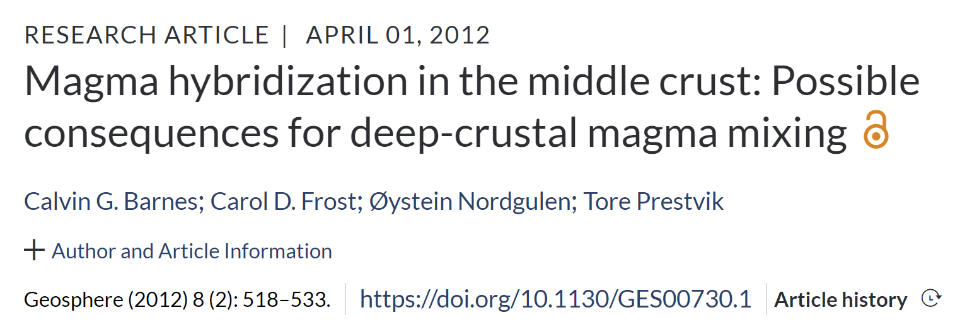 RESEARCH ARTICLE | APRIL 01, 2012
Magma hybridization in the middle crust: Possible
consequences for deep-crustal magma mixing
Calvin G. Barnes; Carol D. Frost; Øystein Nordgulen; Tore Prestvik
+ Author and Article Information
Geosphere (2012) 8 (2): 518–533. https://doi.org/10.1130/GES00730.1 Article history